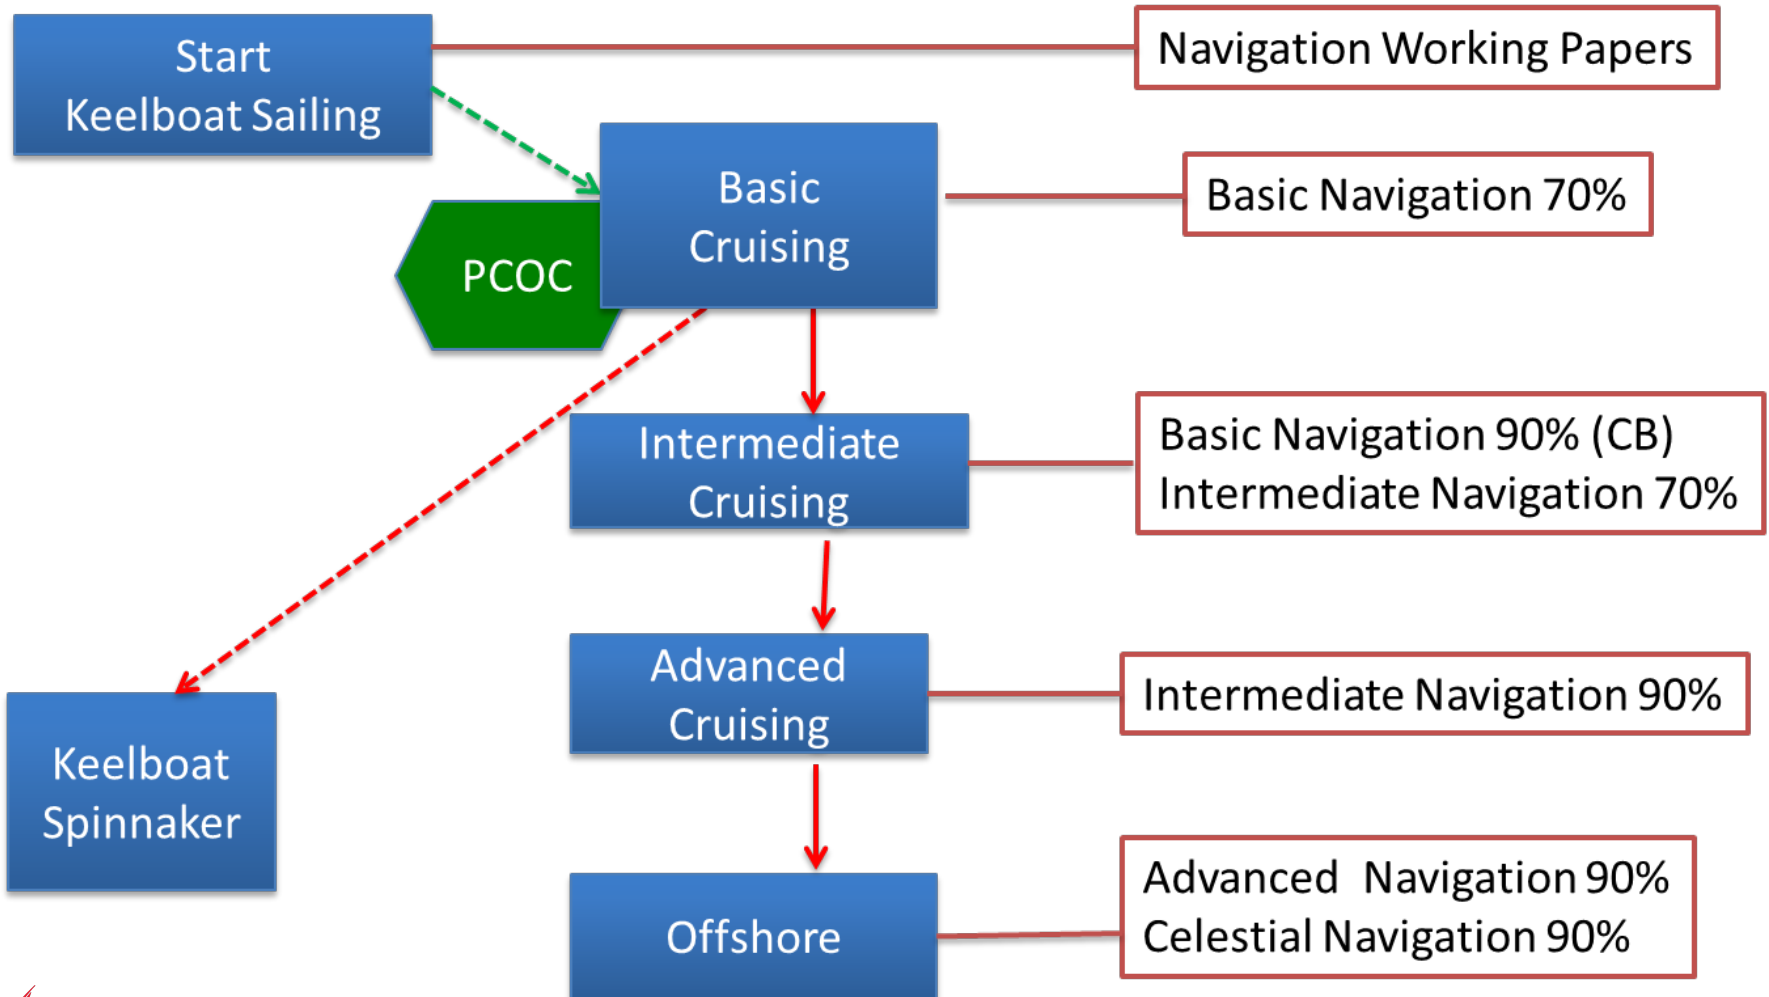 Start
Keelboat Sailing
Navigation Working Papers
Basic
Cruising
Basic Navigation 70%
PCOC
Intermediate
Cruising
Basic Navigation 90% (CB)
Intermediate Navigation 70%
Advanced
Cruising
Intermediate Navigation 90%
Keelboat
Spinnaker
Offshore
Advanced  Navigation 90%
Celestial Navigation 90%